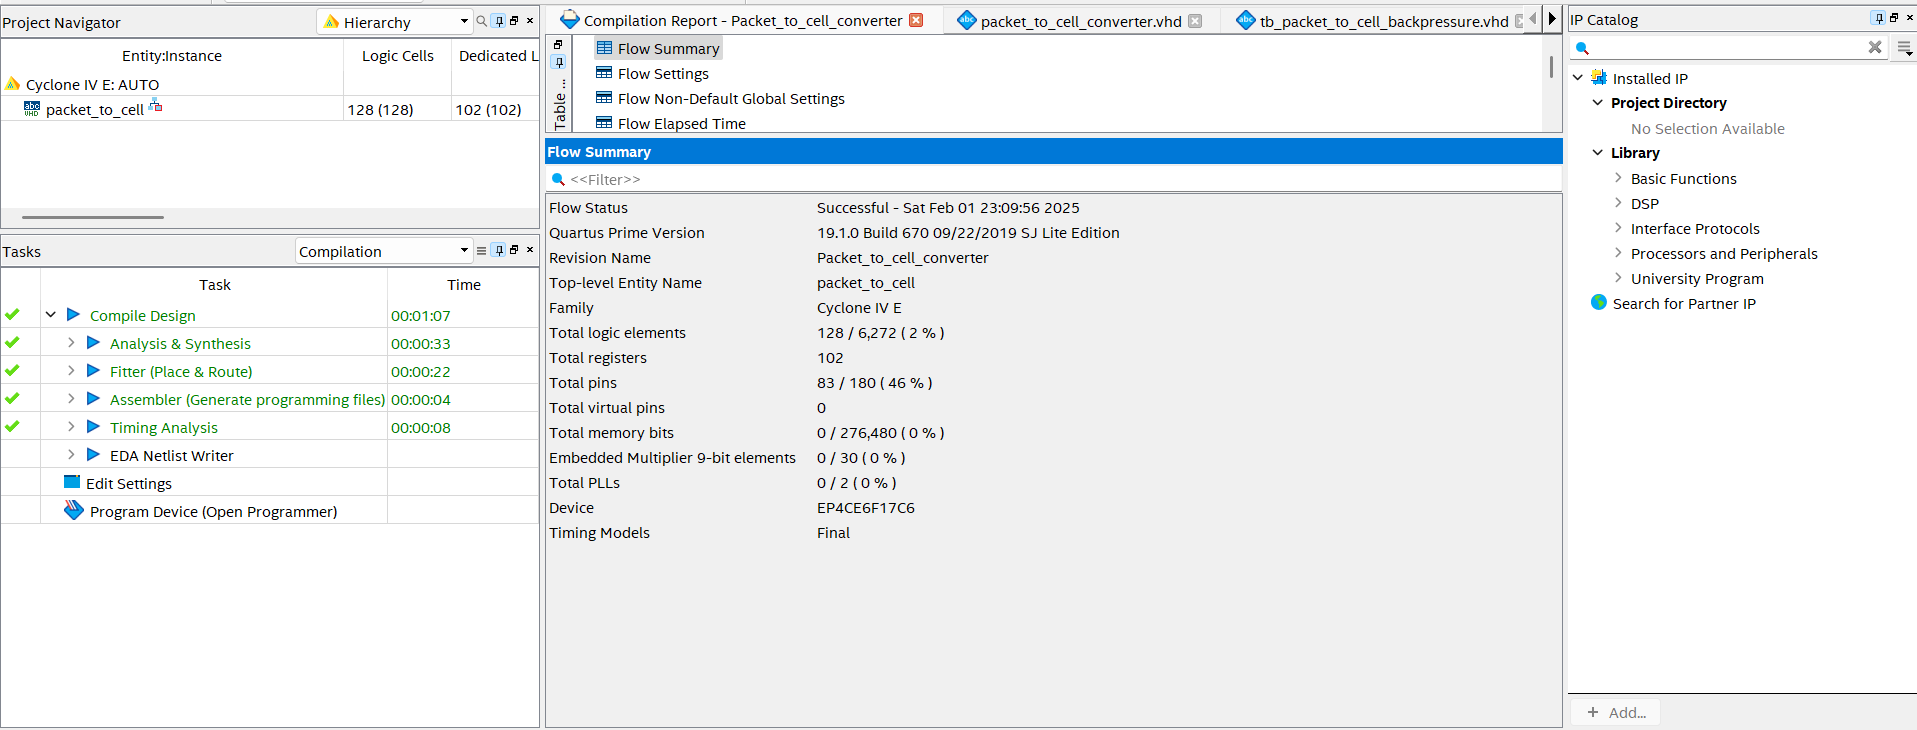 Project Navigator
Hierarchy
Entity:Instance Logic Cells Dedicated L
Cyclone IV E: AUTO
packet_to_cell 128 (128) 102 (102)
Tasks Compilation
Task Time
Compile Design 00:01:07
Analysis & Synthesis 00:00:33
Fitter (Place & Route) 00:00:22
Assembler (Generate programming files) 00:00:04
Timing Analysis 00:00:08
EDA Netlist Writer
Edit Settings
Program Device (Open Programmer)
Compilation Report - Packet_to_cell_converter
abc packet_to_cell_converter.vhd
abc tb_packet_to_cell_backpressure.vhd
Table ...
Flow Summary
Flow Settings
Flow Non-Default Global Settings
Flow Elapsed Time
Flow Summary
<<Filter>>
Flow Status Successful - Sat Feb 01 23:09:56 2025
Quartus Prime Version 19.1.0 Build 670 09/22/2019 SJ Lite Edition
Revision Name Packet_to_cell_converter
Top-level Entity Name packet_to_cell
Family Cyclone IV E
Total logic elements 128 / 6,272 ( 2 % )
Total registers 102
Total pins 83 / 180 ( 46 % )
Total virtual pins 0
Total memory bits 0 / 276,480 ( 0 % )
Embedded Multiplier 9-bit elements 0 / 30 ( 0 % )
Total PLLs 0 / 2 ( 0 % )
Device EP4CE6F17C6
Timing Models Final
IP Catalog
Installed IP
Project Directory
No Selection Available
Library
Basic Functions
DSP
Interface Protocols
Processors and Peripherals
University Program
Search for Partner IP
+ Add...